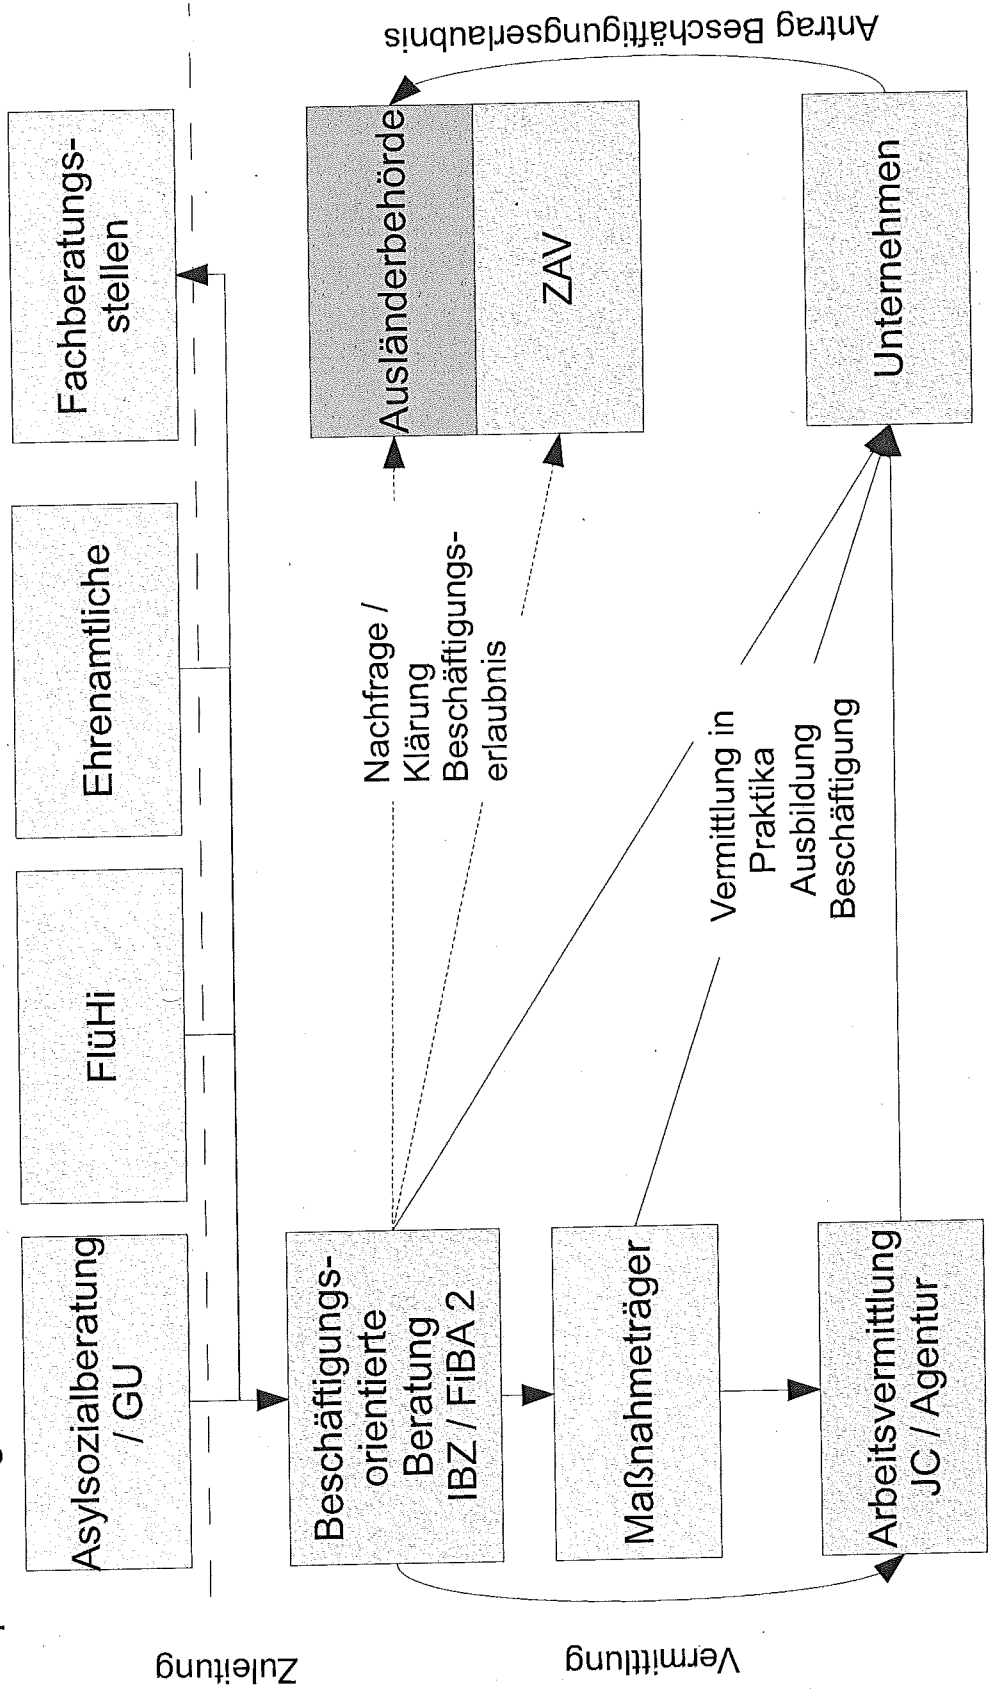 Zuleitung
Asylsozialberatung
/ GU
FlüHi
Ehrenamtliche
Fachberatungs-
stellen
Vermittlung
Beschäftigungs-
orientierte
Beratung
IBZ / FiBA 2
Nachfrage /
Klärung
Beschäftigungs-
erlaubnis
Ausländerbehörde
ZAV
Antrag Beschäftigungserlaubnis
Maßnahmeträger
Vermittlung in
Praktika
Ausbildung
Beschäftigung
Arbeitsvermittlung
JC / Agentur
Unternehmen